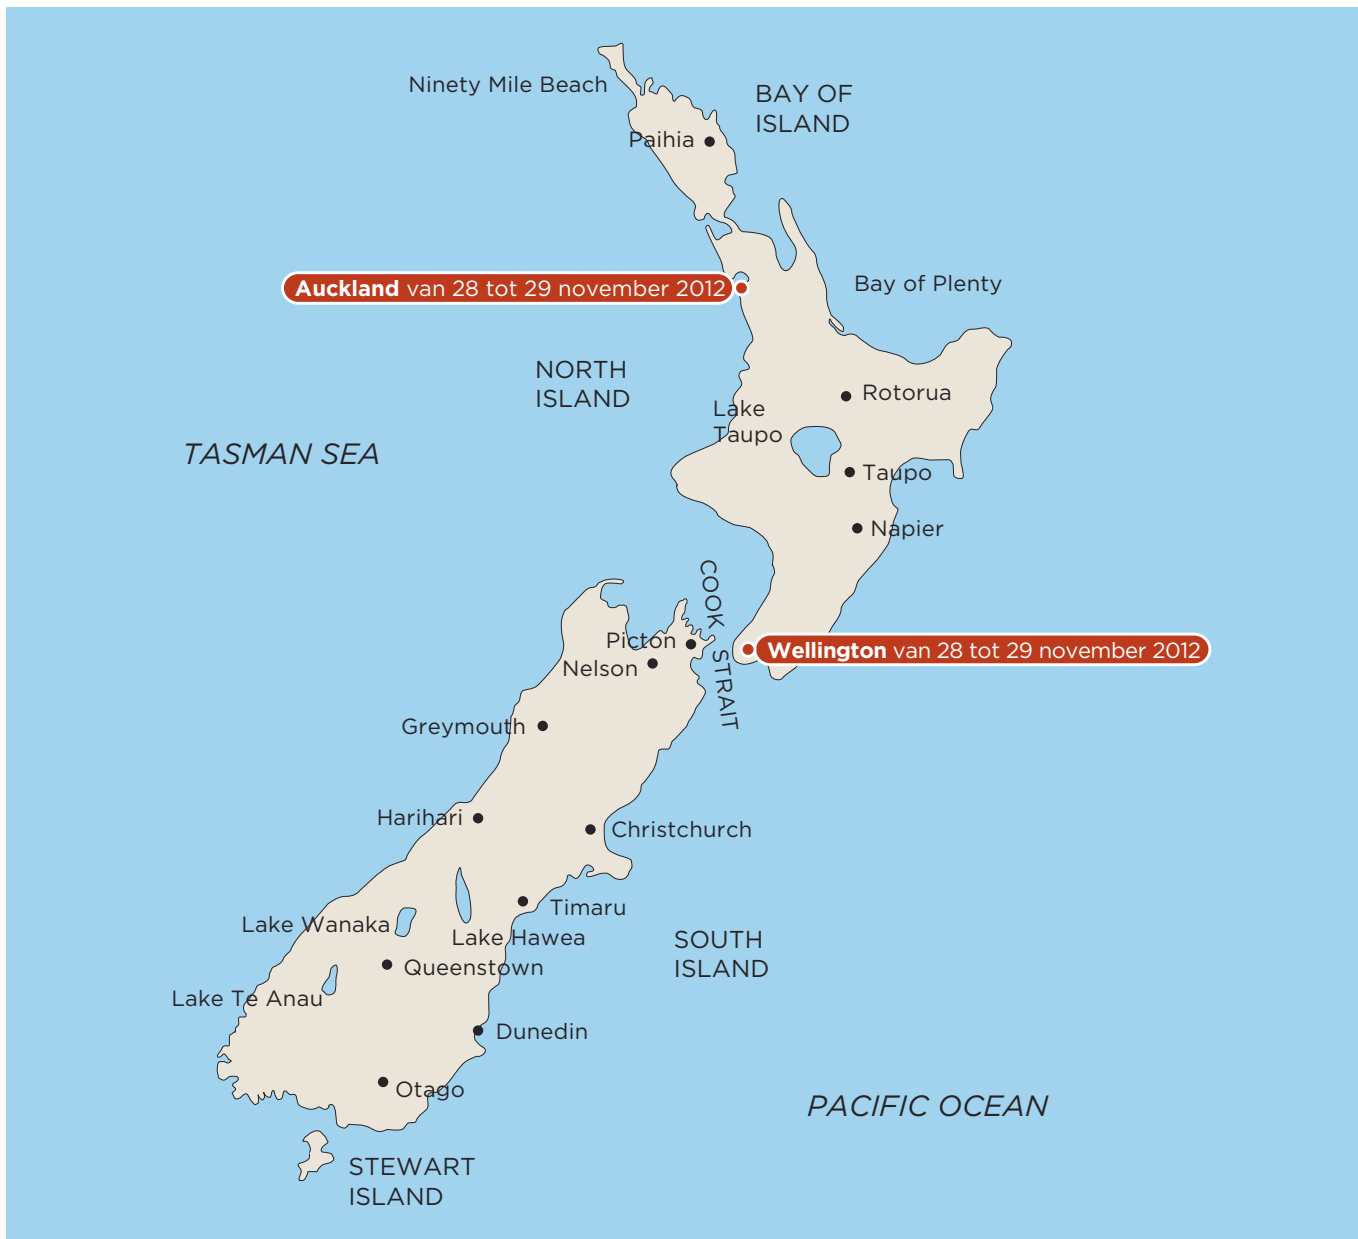 Ninety Mile Beach
BAY OF
ISLAND
Paihia
Auckland van 28 tot 29 november 2012
Bay of Plenty
NORTH
ISLAND
Rotorua
Lake
Taupo
TASMAN SEA
Taupo
Napier
COOK STRAIT
Picton
Wellington van 28 tot 29 november 2012
Nelson
Greymouth
Harihari
Christchurch
Timaru
Lake Wanaka
Lake Hawea
SOUTH
ISLAND
Queenstown
Lake Te Anau
Dunedin
Otago
PACIFIC OCEAN
STEWART
ISLAND